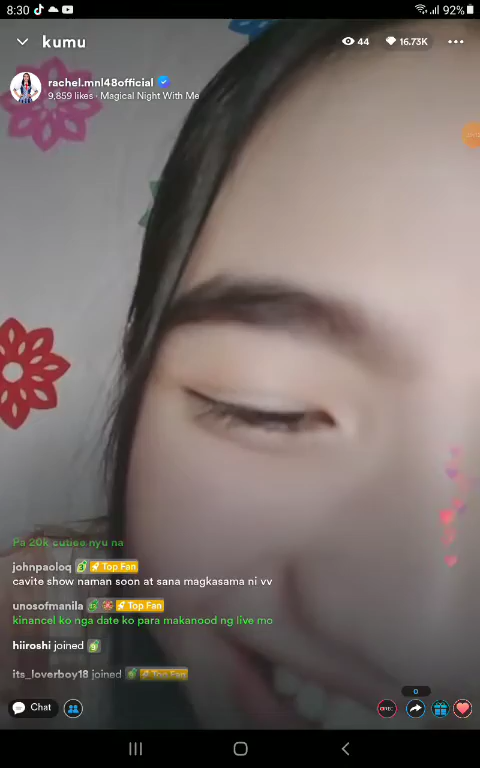 8:30
92%
kumu
44
16.73K
rachel.mnl48official
9,859 likes · Magical Night With Me
Pa 20k cutiee nyu na
johnpaoloq Top Fan
cavite show naman soon at sana magkasama ni vv
unosofmanila Top Fan
kinancel ko nga date ko para makanood ng live mo
hiiroshi joined 9
its_loverboy18 joined Top Fan
0
Chat